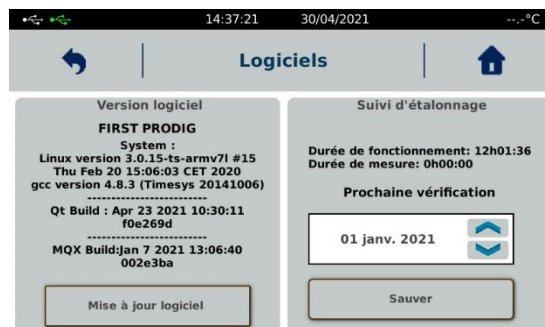 14:37:21 30/04/2021 --.-°C
Logiciels
Version logiciel
FIRST PRODIG
System :
Linux version 3.0.15-ts-armv7l #15
Thu Feb 20 15:06:03 CET 2020
gcc version 4.8.3 (Timesys 20141006)
------------------------
Qt Build : Apr 23 2021 10:30:11
f0e269d
------------------------
MQX Build:Jan 7 2021 13:06:40
002e3ba
Mise à jour logiciel
Suivi d'étalonnage
Durée de fonctionnement: 12h01:36
Durée de mesure: 0h00:00
Prochaine vérification
01 janv. 2021
Sauver